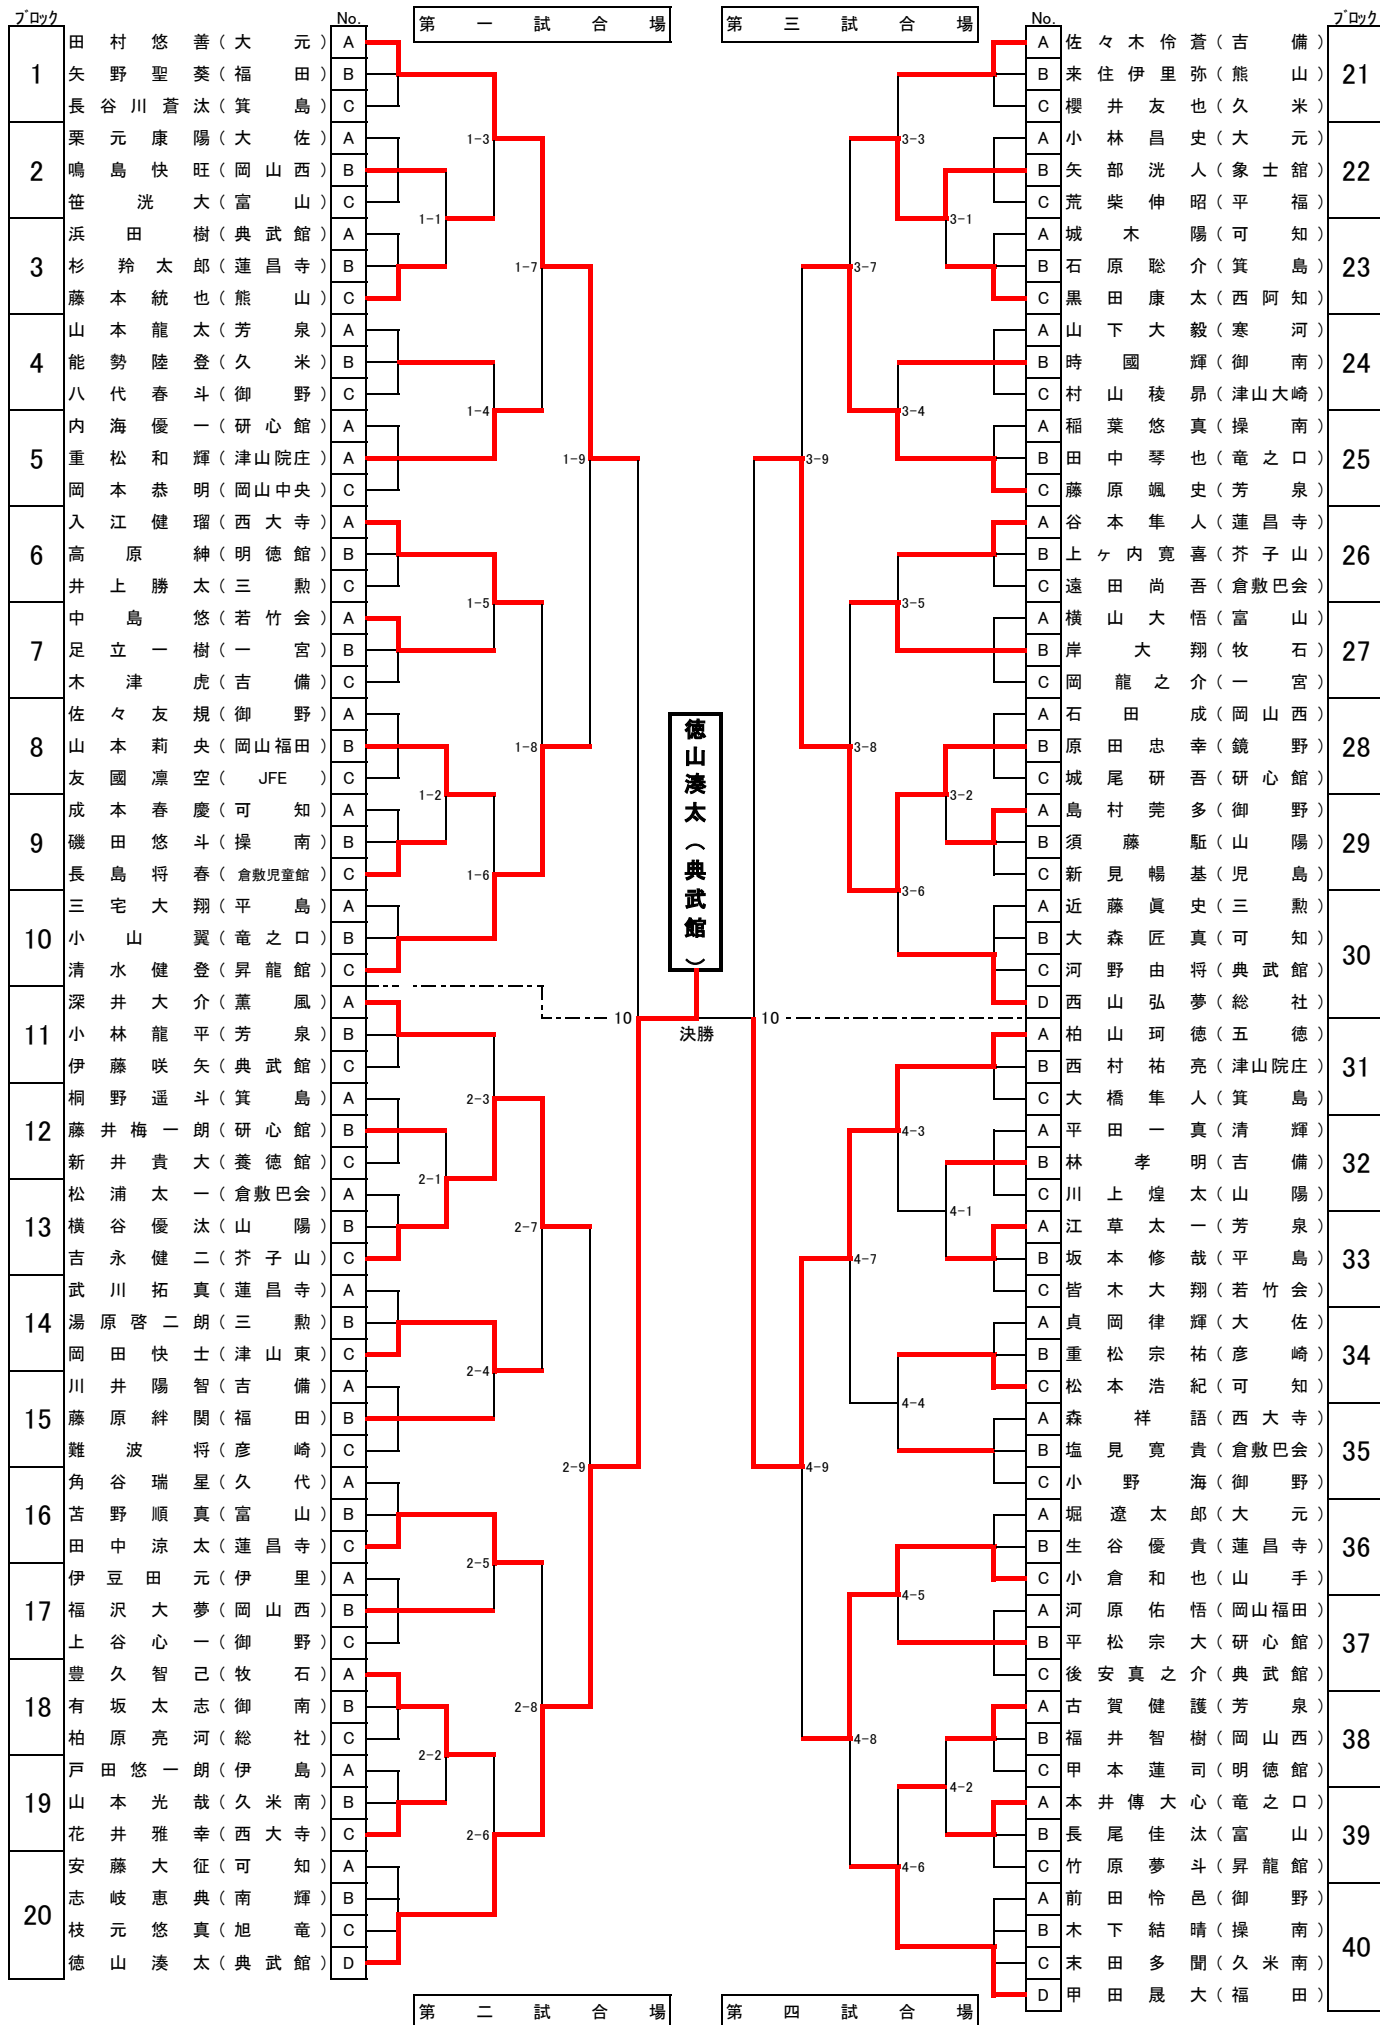 ブロック No. 第一試合場
1
田村悠善(大元) A
矢野聖葵(福田) B
長谷川蒼汰(箕島) C
2
栗元康陽(大佐) A
鳴島快旺(岡山西) B
笹洸大(富山) C
3
浜田樹(典武館) A
杉羚太郎(蓮昌寺) B
藤本統也(熊山) C
4
山本龍太(芳泉) A
能勢陸登(久米) B
八代春斗(御野) C
5
内海優一(研心館) A
重松和輝(津山院庄) A
岡本恭明(岡山中央) C
6
入江健瑠(西大寺) A
高原紳(明徳館) B
井上勝太(三勲) C
7
中島悠(若竹会) A
足立一樹(一宮) B
木津虎(吉備) C
8
佐々友規(御野) A
山本莉央(岡山福田) B
友國凛空(JFE) C
9
成本春慶(可知) A
磯田悠斗(操南) B
長島将春(倉敷児童館) C
10
三宅大翔(平島) A
小山翼(竜之口) B
清水健登(昇龍館) C
1-1
1-2
1-3
1-4
1-5
1-6
1-7
1-8
1-9
11
深井大介(薫風) A
小林龍平(芳泉) B
伊藤咲矢(典武館) C
12
桐野遥斗(箕島) A
藤井梅一朗(研心館) B
新井貴大(養徳館) C
13
松浦太一(倉敷巴会) A
横谷優汰(山陽) B
吉永健二(芥子山) C
14
武川拓真(蓮昌寺) A
湯原啓二朗(三勲) B
岡田快士(津山東) C
15
川井陽智(吉備) A
藤原絆関(福田) B
難波将(彦崎) C
16
角谷瑞星(久代) A
苫野順真(富山) B
田中涼太(蓮昌寺) C
17
伊豆田元(伊里) A
福沢大夢(岡山西) B
上谷心一(御野) C
18
豊久智己(牧石) A
有坂太志(御南) B
柏原亮河(総社) C
19
戸田悠一朗(伊島) A
山本光哉(久米南) B
花井雅幸(西大寺) C
20
安藤大征(可知) A
志岐恵典(南輝) B
枝元悠真(旭竜) C
徳山湊太(典武館) D
2-1
2-2
2-3
2-4
2-5
2-6
2-7
2-8
2-9
第二試合場
徳山湊太(典武館)
10
決勝
10
第三試合場 No. ブロック
21
A 佐々木伶蒼(吉備)
B 来住伊里弥(熊山)
C 櫻井友也(久米)
22
A 小林昌史(大元)
B 矢部洸人(象士舘)
C 荒柴伸昭(平福)
23
A 城木陽(可知)
B 石原聡介(箕島)
C 黒田康太(西阿知)
24
A 山下大毅(寒河)
B 時國輝(御南)
C 村山稜昴(津山大崎)
25
A 稲葉悠真(操南)
B 田中琴也(竜之口)
C 藤原颯史(芳泉)
26
A 谷本隼人(蓮昌寺)
B 上ヶ内寛喜(芥子山)
C 遠田尚吾(倉敷巴会)
27
A 横山大悟(富山)
B 岸大翔(牧石)
C 岡龍之介(一宮)
28
A 石田成(岡山西)
B 原田忠幸(鏡野)
C 城尾研吾(研心館)
29
A 島村莞多(御野)
B 須藤駈(山陽)
C 新見暢基(児島)
30
A 近藤眞史(三勲)
B 大森匠真(可知)
C 河野由将(典武館)
D 西山弘夢(総社)
3-1
3-2
3-3
3-4
3-5
3-6
3-7
3-8
3-9
31
A 柏山珂徳(五徳)
B 西村祐亮(津山院庄)
C 大橋隼人(箕島)
32
A 平田一真(清輝)
B 林孝明(吉備)
C 川上煌太(山陽)
33
A 江草太一(芳泉)
B 坂本修哉(平島)
C 皆木大翔(若竹会)
34
A 貞岡律輝(大佐)
B 重松宗祐(彦崎)
C 松本浩紀(可知)
35
A 森祥語(西大寺)
B 塩見寛貴(倉敷巴会)
C 小野海(御野)
36
A 堀遼太郎(大元)
B 生谷優貴(蓮昌寺)
C 小倉和也(山手)
37
A 河原佑悟(岡山福田)
B 平松宗大(研心館)
C 後安真之介(典武館)
38
A 古賀健護(芳泉)
B 福井智樹(岡山西)
C 甲本蓮司(明徳館)
39
A 本井傳大心(竜之口)
B 長尾佳汰(富山)
C 竹原夢斗(昇龍館)
40
A 前田怜邑(御野)
B 木下結晴(操南)
C 末田多聞(久米南)
D 甲田晟大(福田)
4-1
4-2
4-3
4-4
4-5
4-6
4-7
4-8
4-9
第四試合場